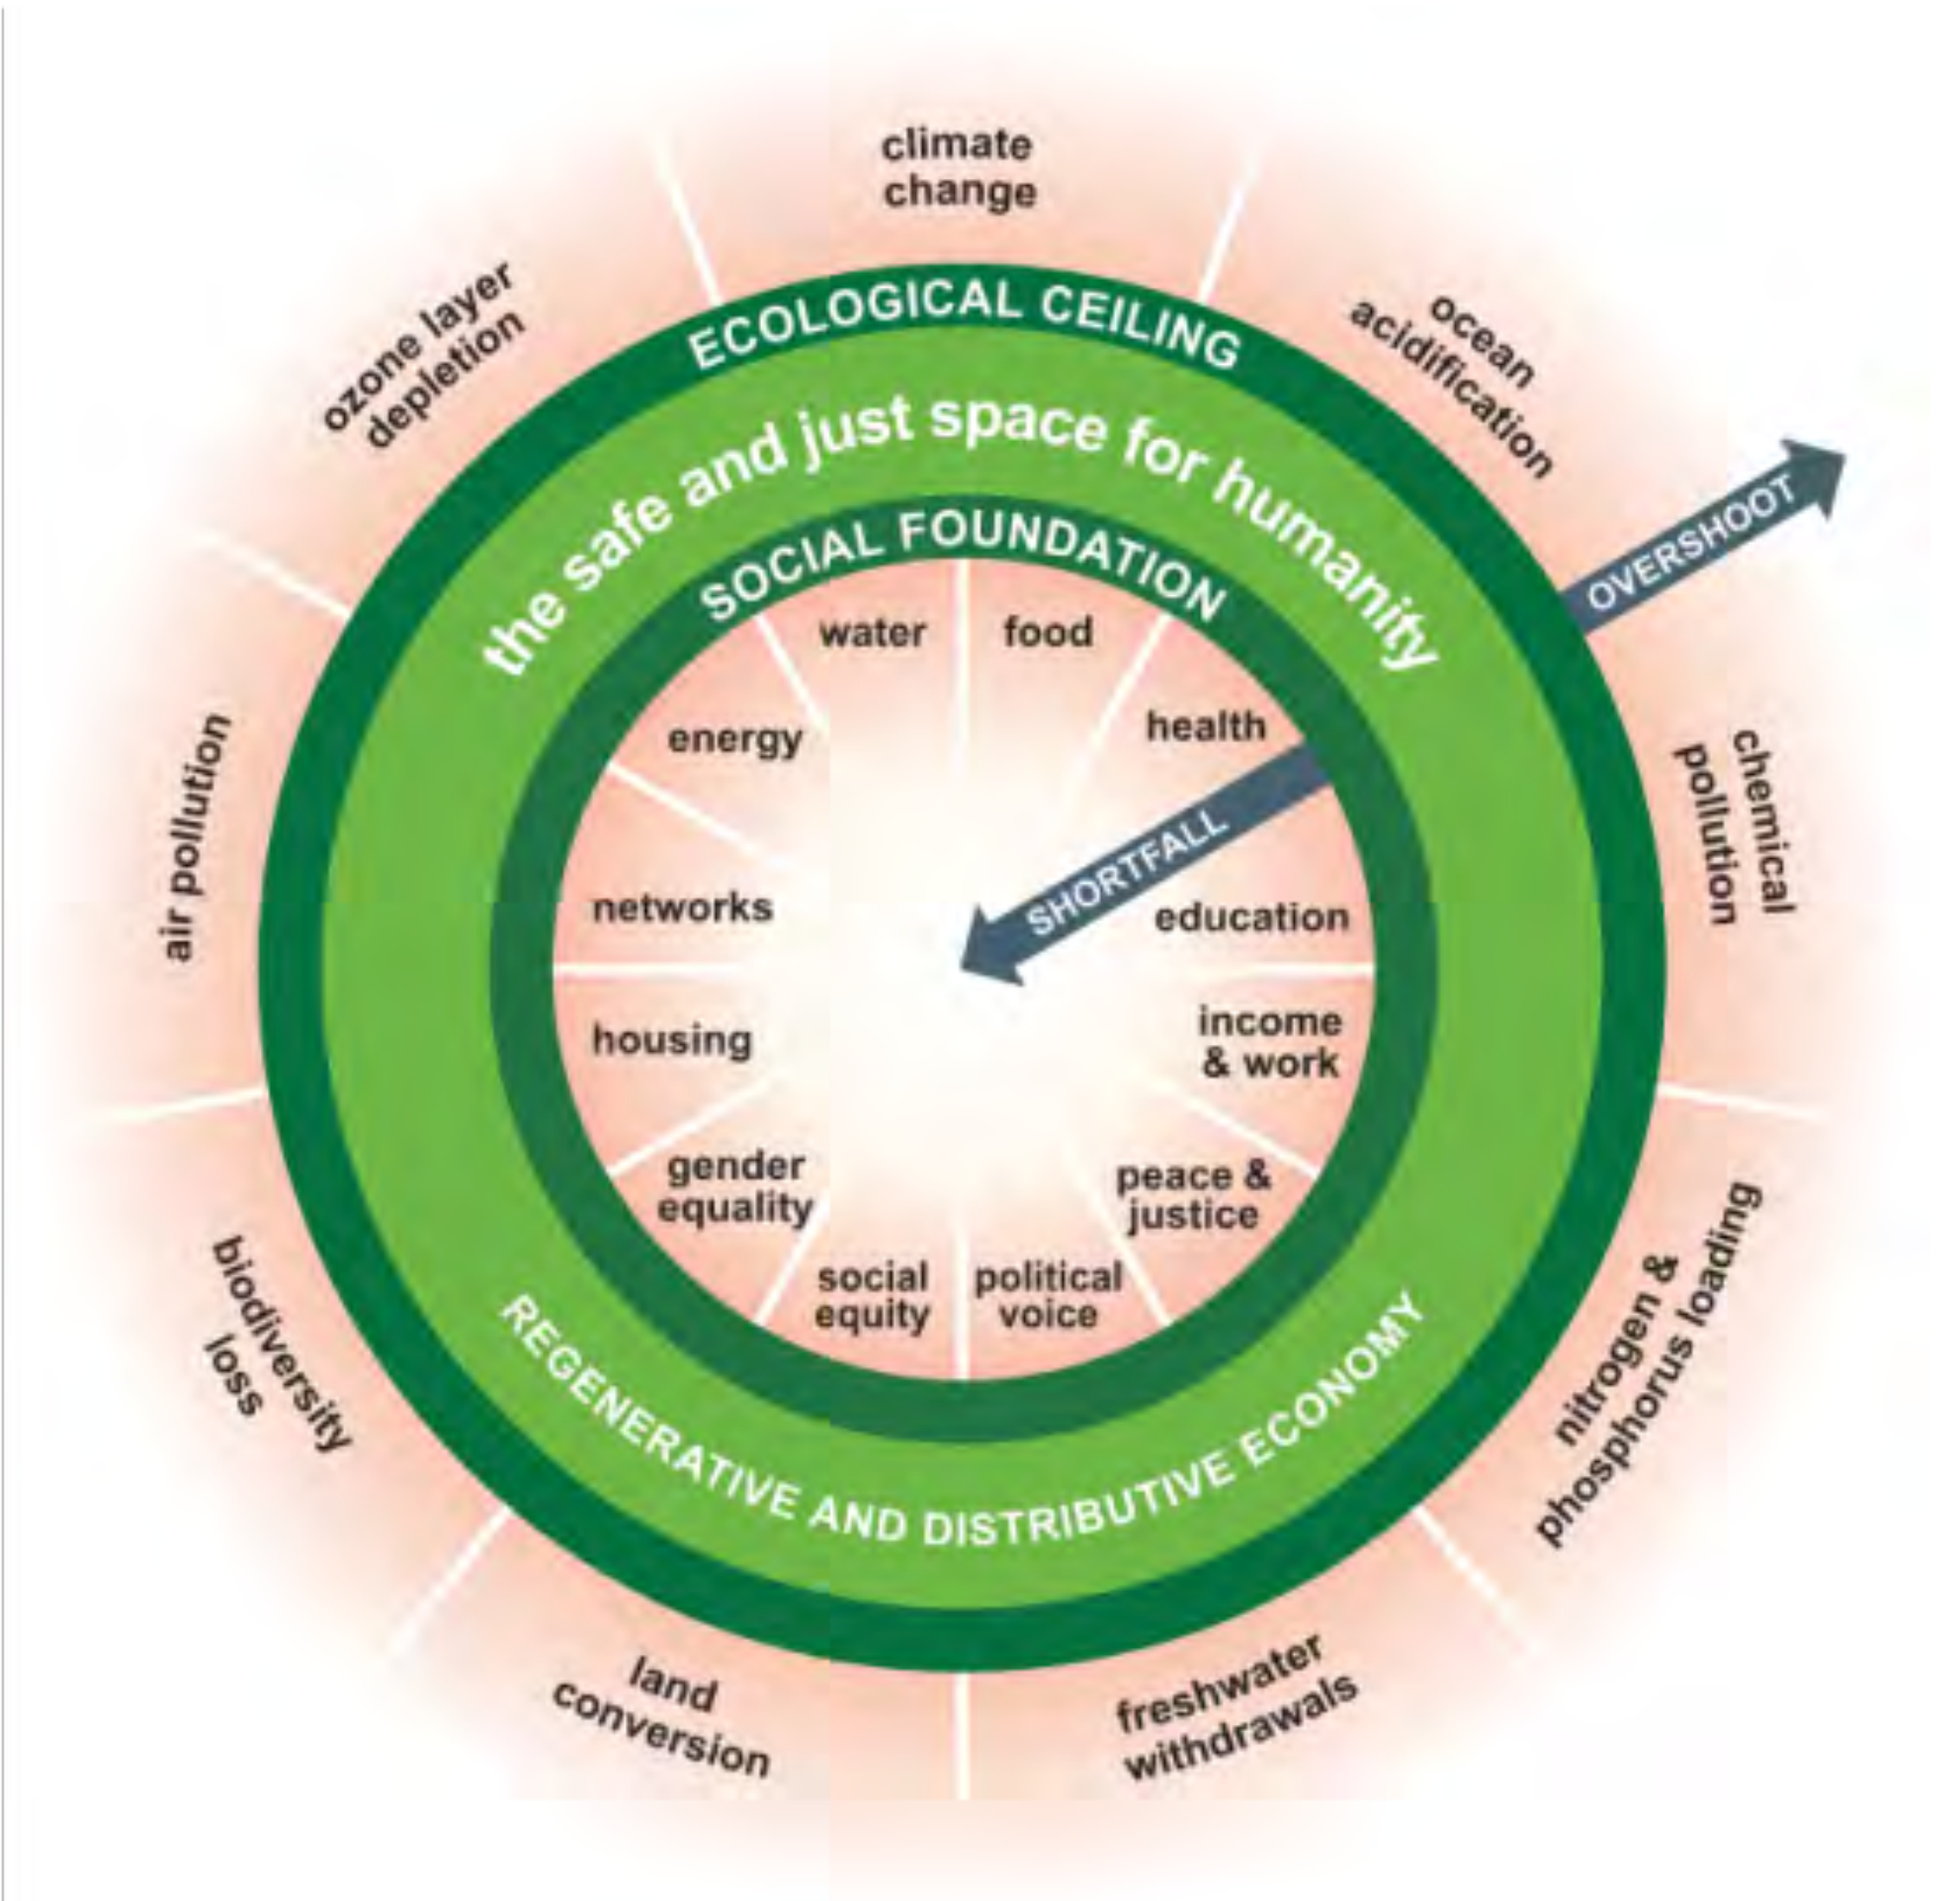 climate
change
ocean
acidification
chemical
pollution
nitrogen &
phosphorus loading
freshwater
withdrawals
land
conversion
biodiversity
loss
air pollution
ozone layer
depletion
OVERSHOOT
ECOLOGICAL CEILING
the safe and just space for humanity
SOCIAL FOUNDATION
water
food
health
SHORTFALL
education
income
& work
peace &
justice
political
voice
social
equity
gender
equality
housing
networks
energy
REGENERATIVE AND DISTRIBUTIVE ECONOMY